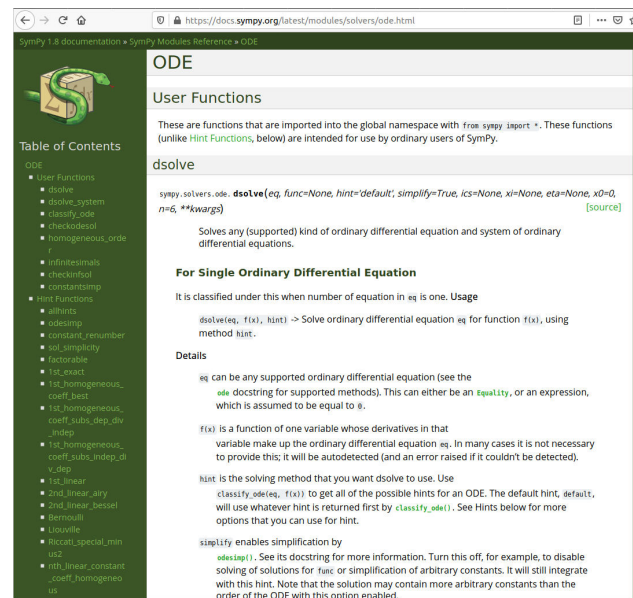 https://docs.sympy.org/latest/modules/solvers/ode.html
SymPy 1.8 documentation » SymPy Modules Reference » ODE
Table of Contents
ODE
User Functions
dsolve
dsolve_system
classify_ode
checkodesol
homogeneous_orde
r
infinitesimals
checkinfsol
constantsimp
Hint Functions
allhints
odesimp
constant_renumber
sol_simplicity
factorable
1st_exact
1st_homogeneous_
coeff_best
1st_homogeneous_
coeff_subs_dep_div
_indep
1st_homogeneous_
coeff_subs_indep_di
v_dep
1st_linear
2nd_linear_airy
2nd_linear_bessel
Bernoulli
Liouville
Riccati_special_min
us2
nth_linear_constant
_coeff_homogeneo
us
ODE
User Functions
These are functions that are imported into the global namespace with from sympy import *. These functions
(unlike Hint Functions, below) are intended for use by ordinary users of SymPy.
dsolve
sympy.solvers.ode.dsolve(eq, func=None, hint='default', simplify=True, ics=None, xi=None, eta=None, x0=0,
n=6, **kwargs) [source]
Solves any (supported) kind of ordinary differential equation and system of ordinary
differential equations.
For Single Ordinary Differential Equation
It is classified under this when number of equation in eq is one. Usage
dsolve(eq, f(x), hint) -> Solve ordinary differential equation eq for function f(x), using
method hint.
Details
eq can be any supported ordinary differential equation (see the
ode docstring for supported methods). This can either be an Equality, or an expression,
which is assumed to be equal to 0.
f(x) is a function of one variable whose derivatives in that
variable make up the ordinary differential equation eq. In many cases it is not necessary
to provide this; it will be autodetected (and an error raised if it couldn't be detected).
hint is the solving method that you want dsolve to use. Use
classify_ode(eq, f(x)) to get all of the possible hints for an ODE. The default hint, default,
will use whatever hint is returned first by classify_ode(). See Hints below for more
options that you can use for hint.
simplify enables simplification by
odesimp(). See its docstring for more information. Turn this off, for example, to disable
solving of solutions for func or simplification of arbitrary constants. It will still integrate
with this hint. Note that the solution may contain more arbitrary constants than the
order of the ODE with this option enabled.